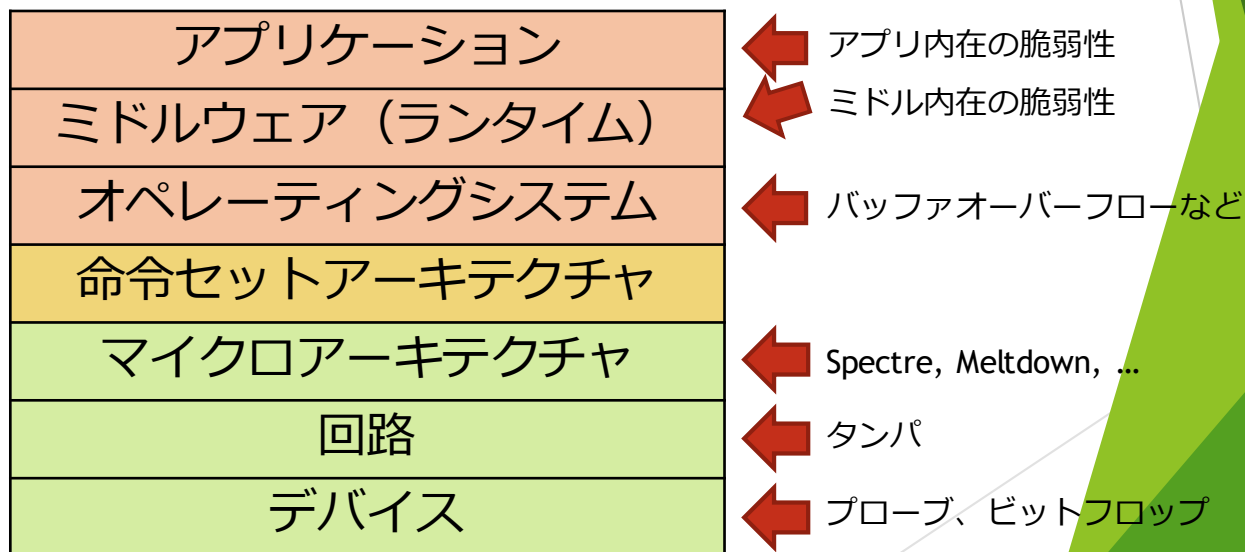 アプリケーション
アプリ内在の脆弱性
ミドルウェア（ランタイム）
ミドル内在の脆弱性
オペレーティングシステム
バッファオーバーフローなど
命令セットアーキテクチャ
マイクロアーキテクチャ
Spectre, Meltdown, …
回路
タンパ
デバイス
プローブ、ビットフロップ